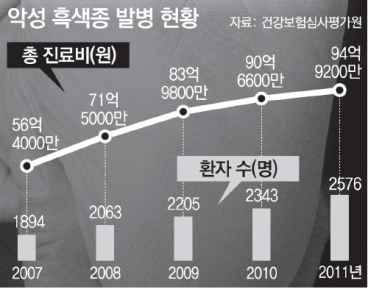 악성 흑색종 발병 현황
자료 : 건강보험심사평가원
총 진료비(원)
56억
4000만
71억
5000만
83억
9800만
90억
6600만
94억
9200만
환자 수(명)
1894
2063
2205
2343
2576
2007
2008
2009
2010
2011년